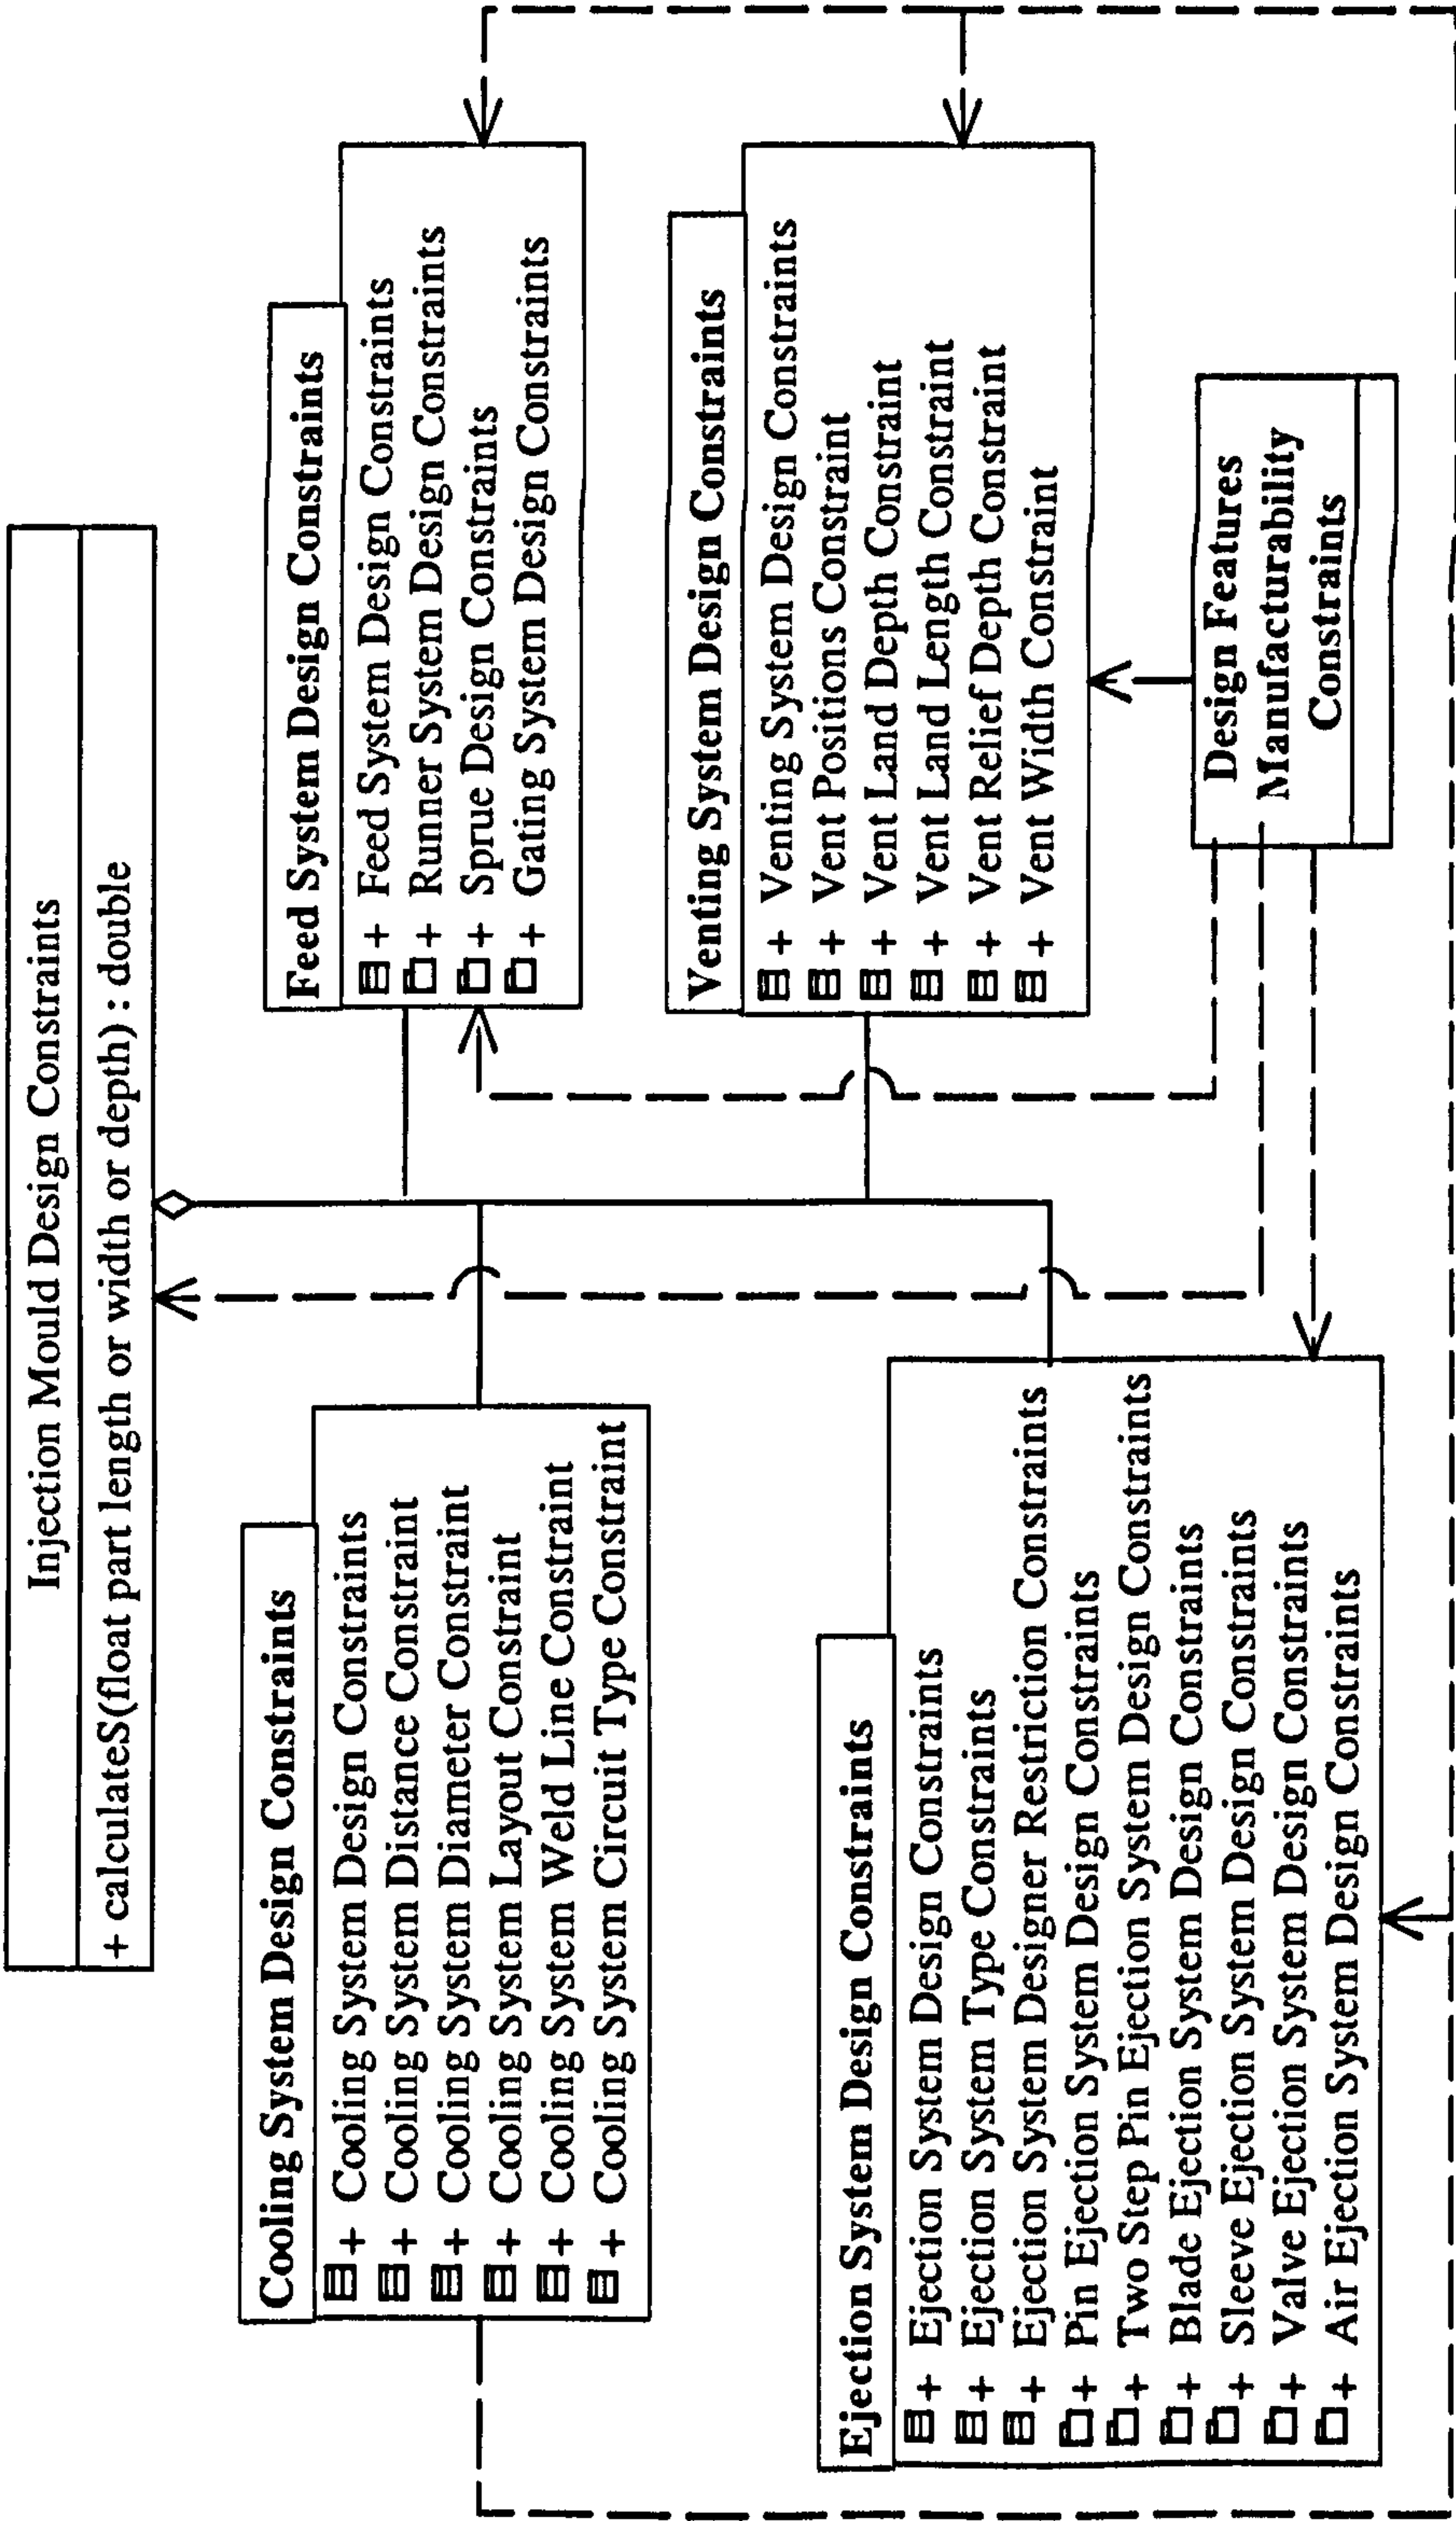 Injection Mould Design Constraints
+ calculateS(float part length or width or depth) : double
Cooling System Design Constraints
+ Cooling System Design Constraints
+ Cooling System Distance Constraint
+ Cooling System Diameter Constraint
+ Cooling System Layout Constraint
+ Cooling System Weld Line Constraint
+ Cooling System Circuit Type Constraint
Feed System Design Constraints
+ Feed System Design Constraints
+ Runner System Design Constraints
+ Sprue Design Constraints
+ Gating System Design Constraints
Ejection System Design Constraints
+ Ejection System Design Constraints
+ Ejection System Type Constraints
+ Ejection System Designer Restriction Constraints
+ Pin Ejection System Design Constraints
+ Two Step Pin Ejection System Design Constraints
+ Blade Ejection System Design Constraints
+ Sleeve Ejection System Design Constraints
+ Valve Ejection System Design Constraints
+ Air Ejection System Design Constraints
Venting System Design Constraints
+ Venting System Design Constraints
+ Vent Positions Constraint
+ Vent Land Depth Constraint
+ Vent Land Length Constraint
+ Vent Relief Depth Constraint
+ Vent Width Constraint
Design Features
Manufacturability
Constraints